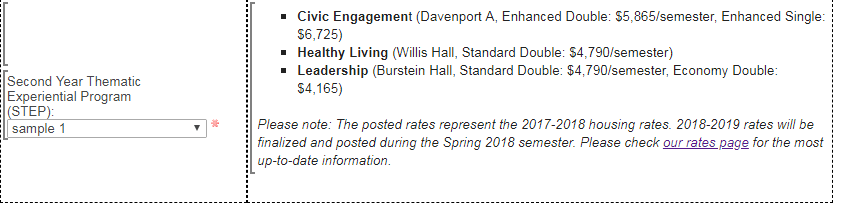 Civic Engagement (Davenport A, Enhanced Double: $5,865/semester, Enhanced Single:
$6,725)
Healthy Living (Willis Hall, Standard Double: $4,790/semester)
Leadership (Burstein Hall, Standard Double: $4,790/semester, Economy Double:
$4,165)
Second Year Thematic
Experiential Program
(STEP):
sample 1
*
Please note: The posted rates represent the 2017-2018 housing rates. 2018-2019 rates will be
finalized and posted during the Spring 2018 semester. Please check our rates page for the most
up-to-date information.